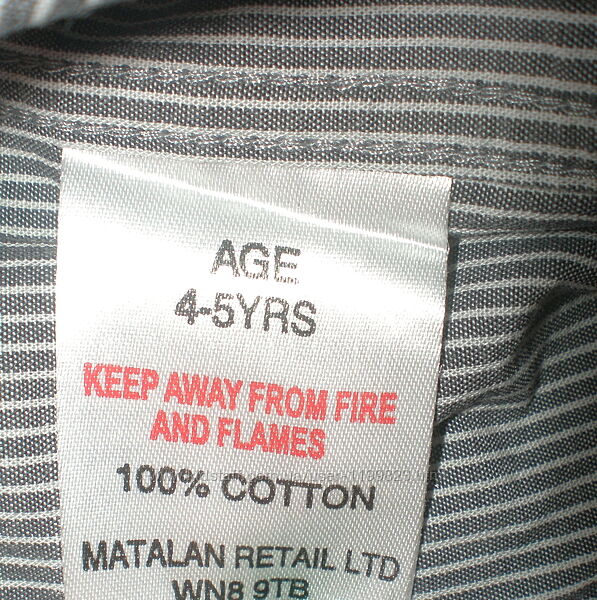 AGE
4-5YRS
KEEP AWAY FROM FIRE
AND FLAMES
100% COTTON
MATALAN RETAIL LTD
WN8 9TB